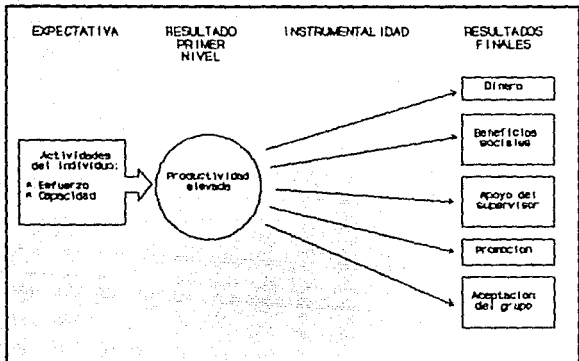 EXPECTATIVA RESULTADO INSTRUMENTALIDAD RESULTADOS
PRIMER FINALES
NIVEL
Dinero
Beneficios
sociales
Actividades
del individuo:
* Esfuerzo
* Capacidad
Productividad
elevada
Apoyo del
supervisor
Promocion
Aceptacion
del grupo